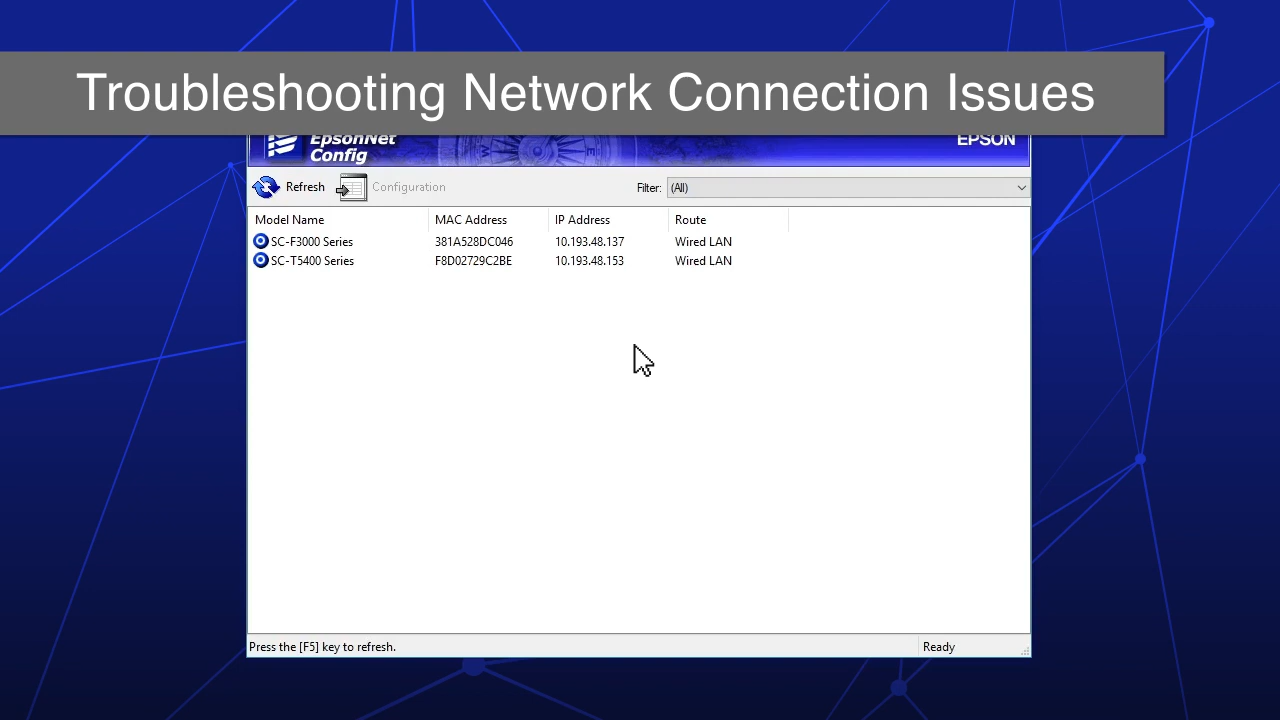 Troubleshooting Network Connection Issues
EpsonNet
Config
EPSON
W
E
Refresh
Configuration
Filter: (All)
Model Name MAC Address IP Address Route
SC-F3000 Series 381A528DC046 10.193.48.137 Wired LAN
SC-T5400 Series F8D02729C2BE 10.193.48.153 Wired LAN
Press the [F5] key to refresh. Ready